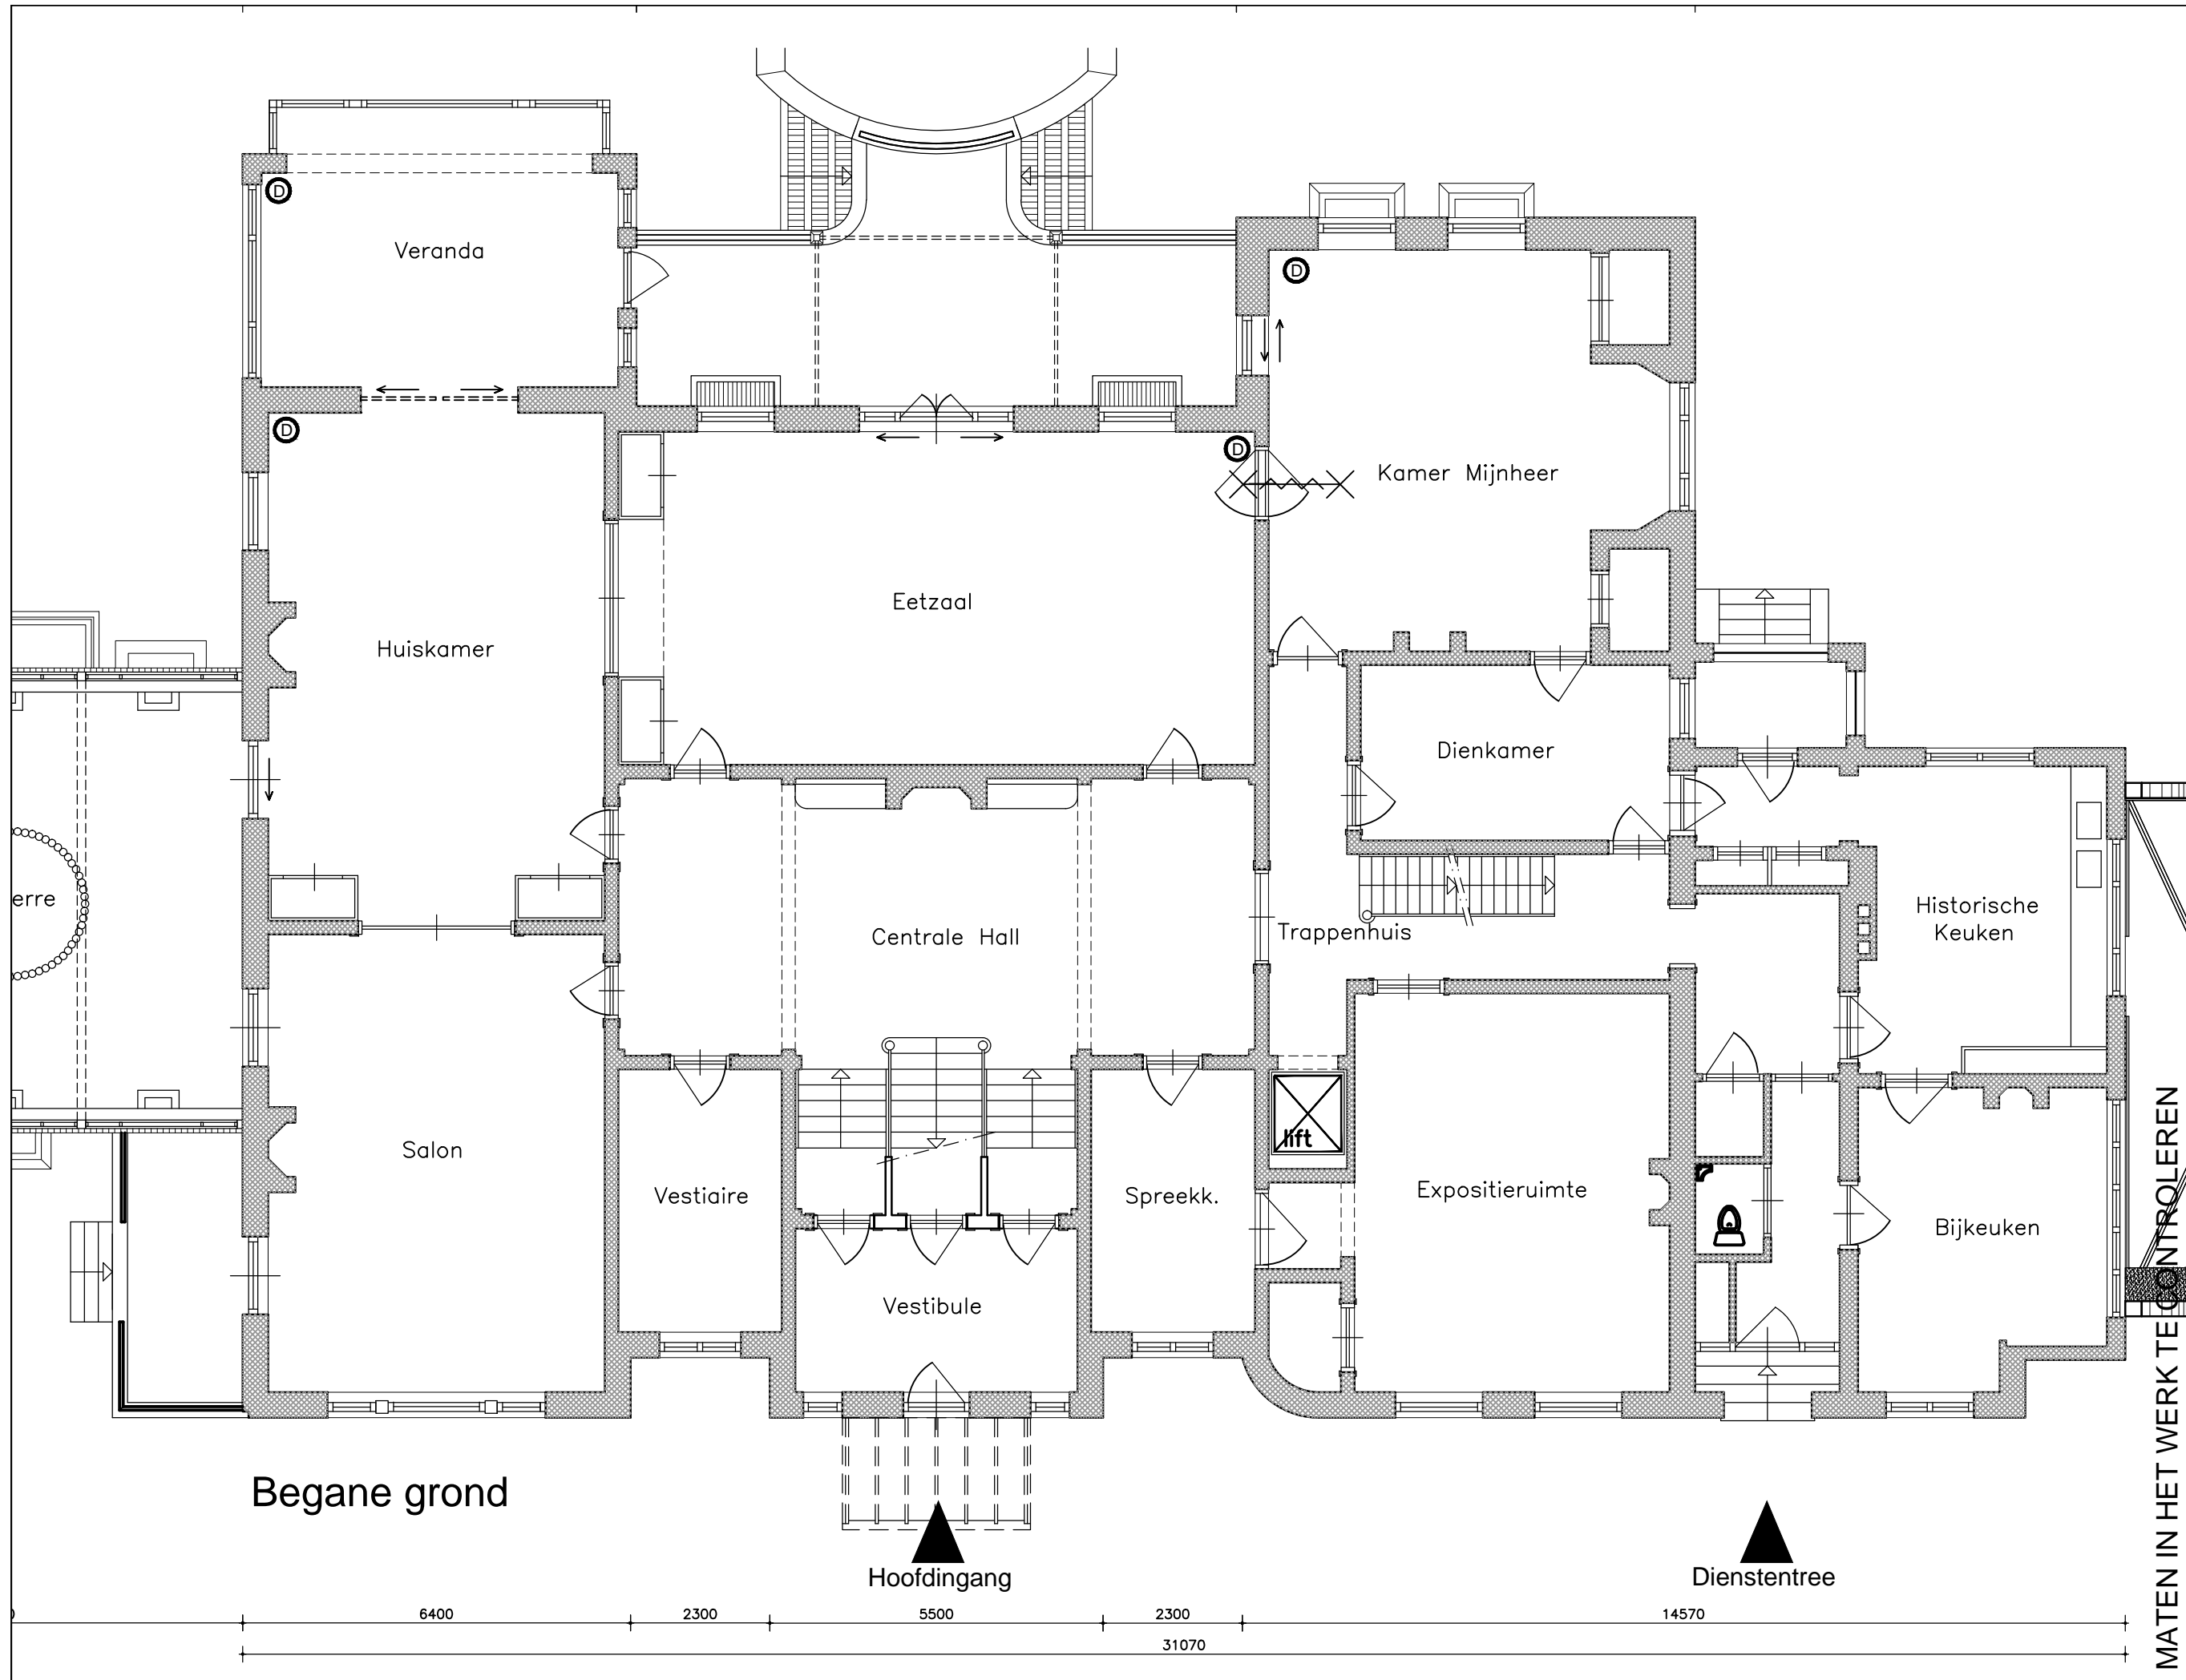 D
Veranda
D
D
D
Kamer Mijnheer
Eetzaal
Huiskamer
Dienkamer
erre
Historische
Keuken
Centrale Hall
Trappenhuis
lift
Salon
Vestiaire
Spreekk.
Expositieruimte
Bijkeuken
Vestibule
Begane grond
Hoofdingang
Dienstentree
6400
2300
5500
2300
14570
31070
MATEN IN HET WERK TE CONTROLEREN